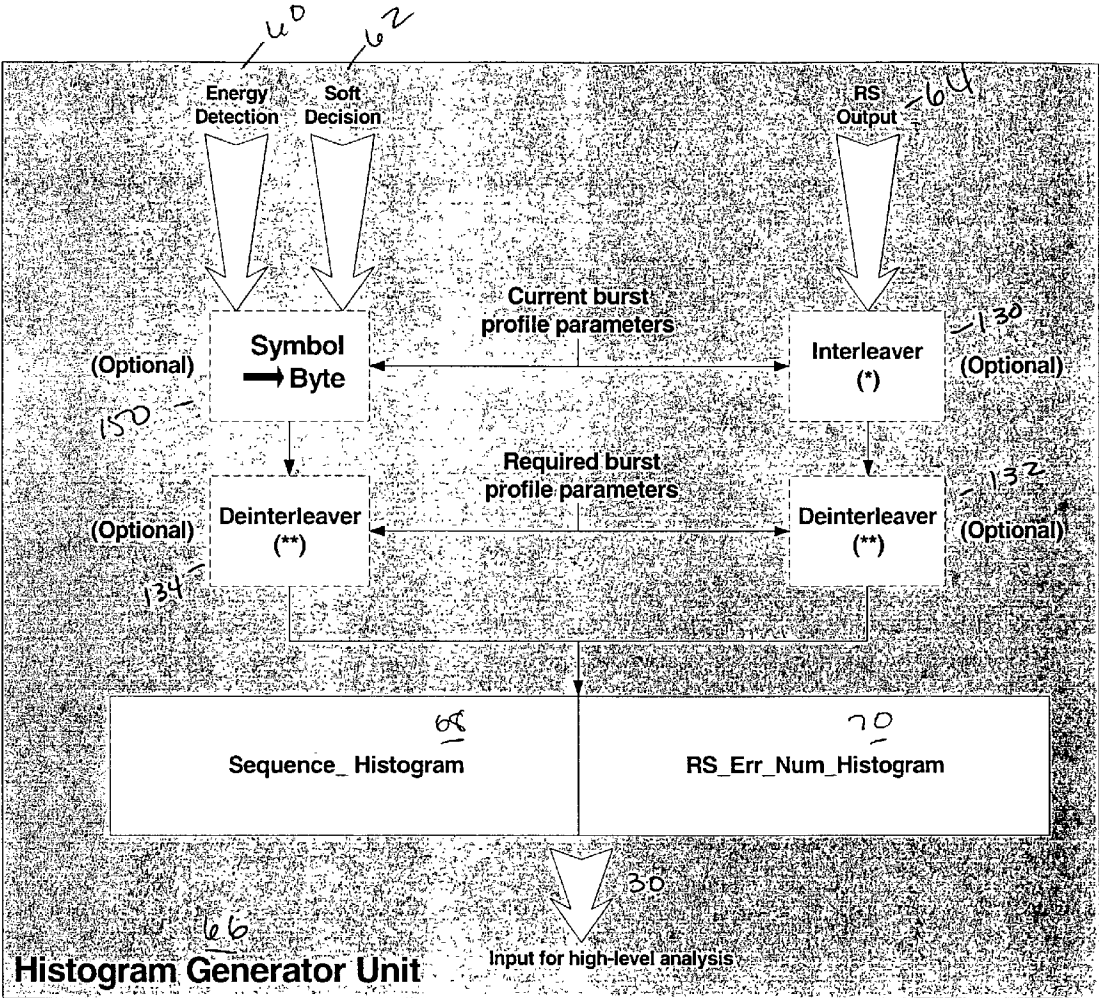 60
62
Energy
Detection
Soft
Decision
RS
Output
64
Current burst
profile parameters
130
(Optional)
Symbol
➡ Byte
Interleaver
(*)
(Optional)
150
Required burst
profile parameters
132
(Optional)
Deinterleaver
(**)
Deinterleaver
(**)
(Optional)
134
68
Sequence_ Histogram
70
RS_Err_Num_Histogram
30
66
Histogram Generator Unit
Input for high-level analysis